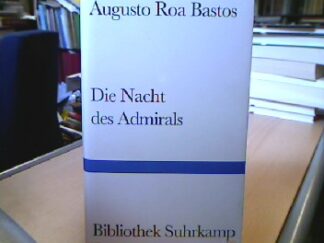 Augusto Roa Bastos
Die Nacht
des Admirals
Bibliothek Suhrkamp